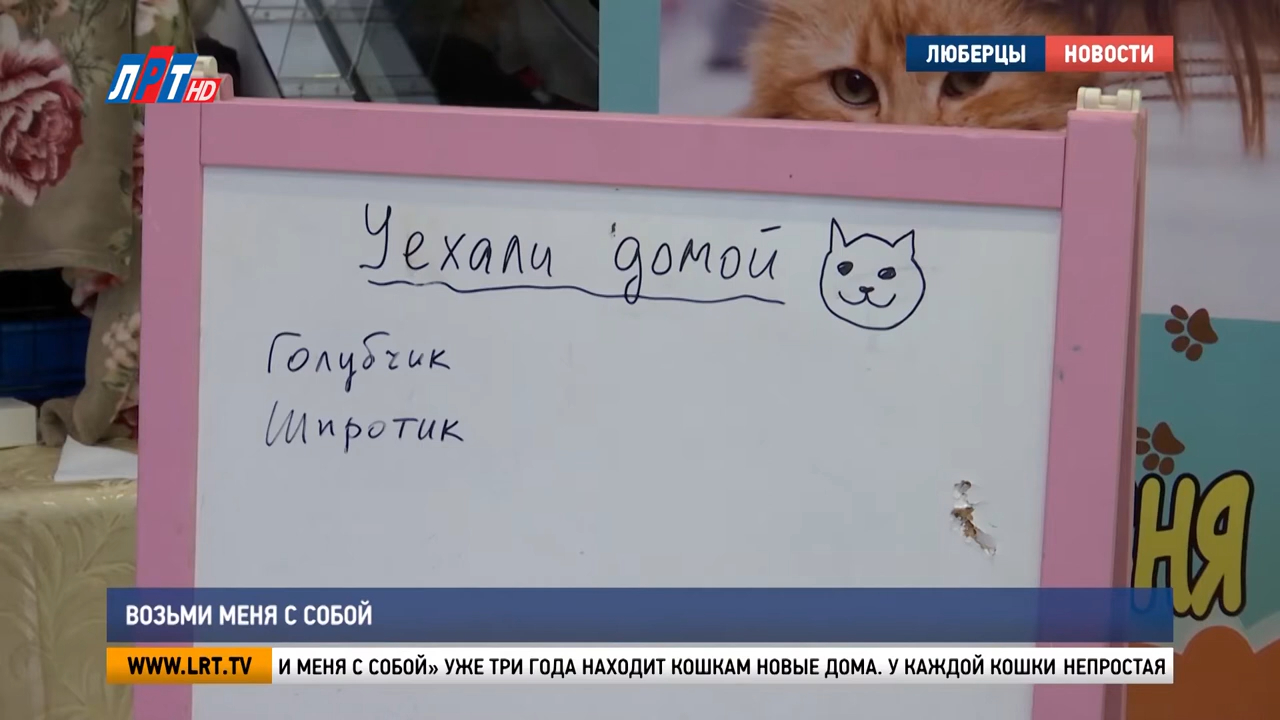 ЛРТ HD
ЛЮБЕРЦЫ НОВОСТИ
Уехали домой
Голубчик
Шпротик
НЯ
ВОЗЬМИ МЕНЯ С СОБОЙ
WWW.LRT.TV И МЕНЯ С СОБОЙ» УЖЕ ТРИ ГОДА НАХОДИТ КОШКАМ НОВЫЕ ДОМА. У КАЖДОЙ КОШКИ НЕПРОСТАЯ